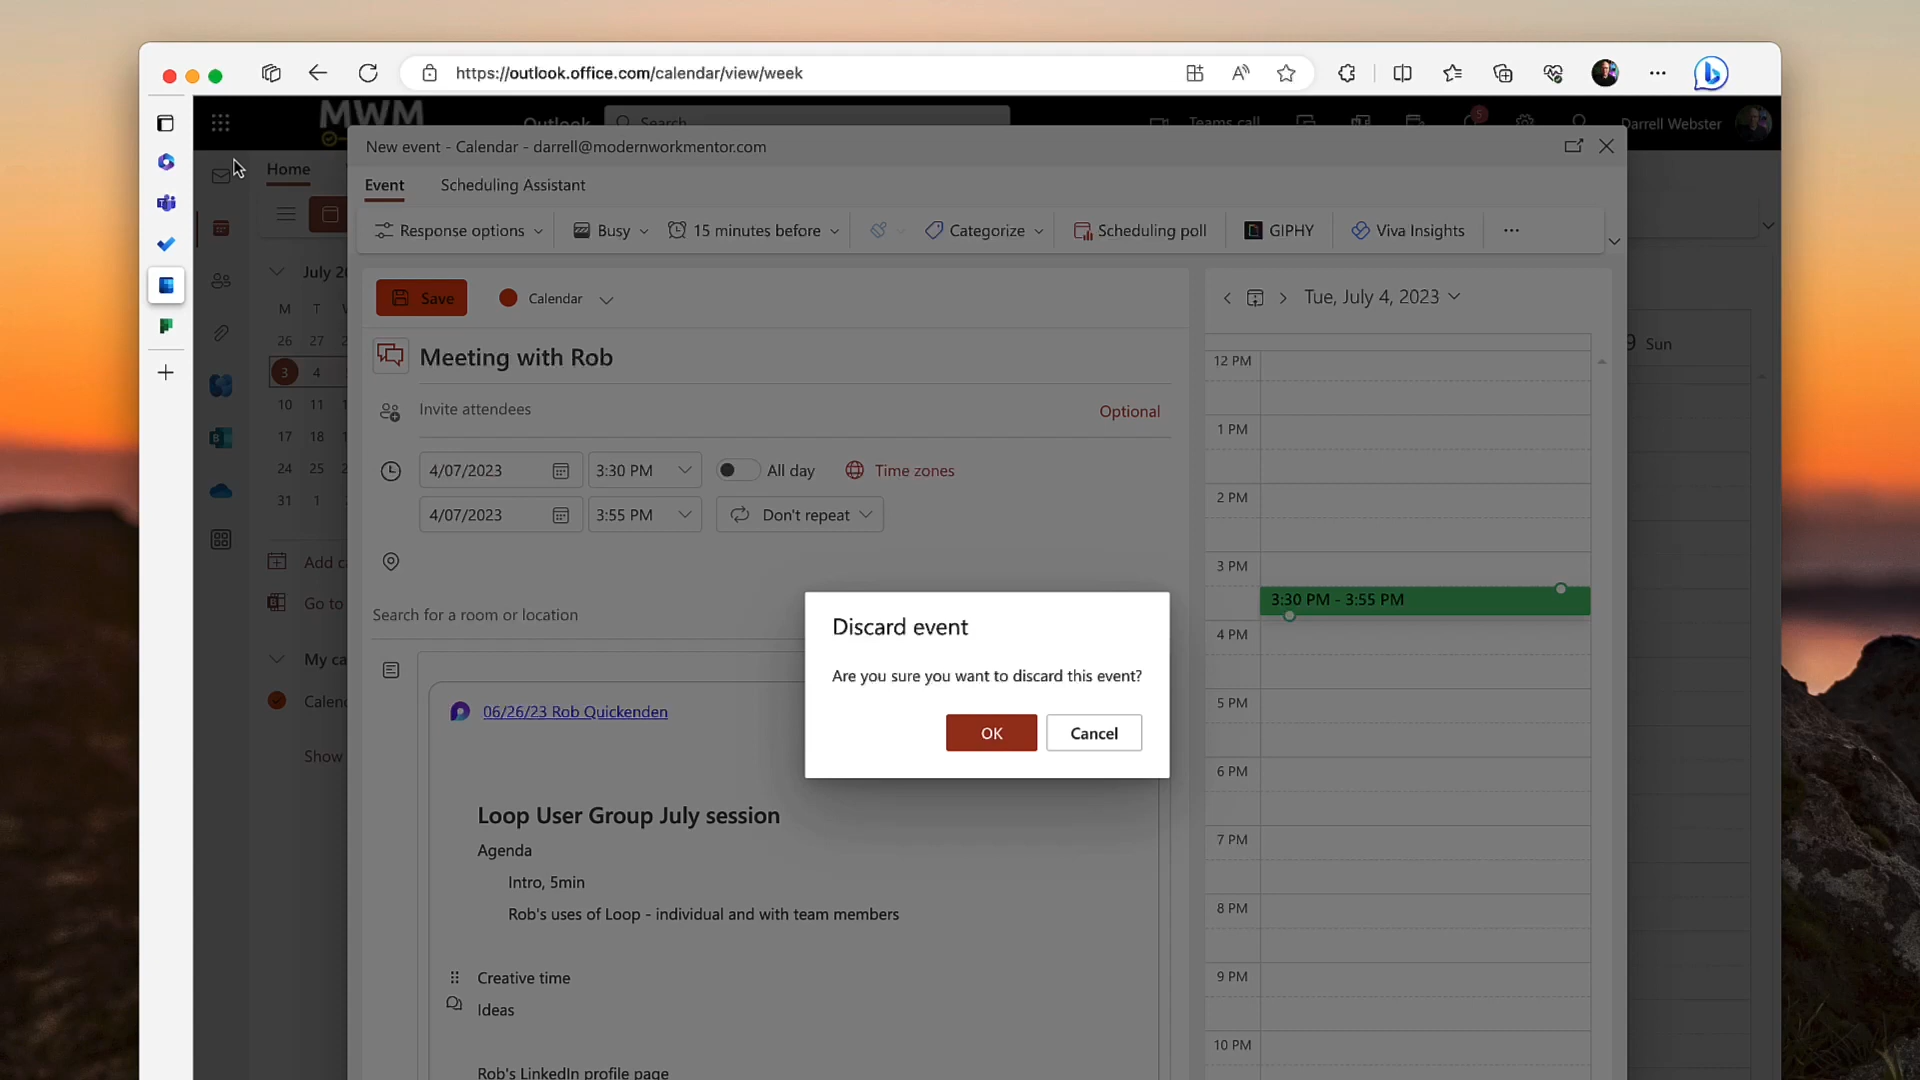 https://outlook.office.com/calendar/view/week
MWM
Outlook
Search
Teams call
5
Darrell Webster
New event - Calendar - darrell@modernworkmentor.com
Home
Event
Scheduling Assistant
Response options
Busy
15 minutes before
Categorize
Scheduling poll
GIPHY
Viva Insights
July 20
Save
Calendar
Tue, July 4, 2023
M T W
26 27
3 4
10 11 1
17 18 1
24 25
31 1
Meeting with Rob
Invite attendees
Optional
4/07/2023
3:30 PM
All day
Time zones
4/07/2023
3:55 PM
Don't repeat
Search for a room or location
Add ca
Go to
My ca
Calend
Show
12 PM
1 PM
2 PM
3 PM
3:30 PM - 3:55 PM
4 PM
5 PM
6 PM
7 PM
8 PM
9 PM
10 PM
9 Sun
Discard event
Are you sure you want to discard this event?
OK
Cancel
06/26/23 Rob Quickenden
Loop User Group July session
Agenda
Intro, 5min
Rob's uses of Loop - individual and with team members
Creative time
Ideas
Rob's LinkedIn profile page